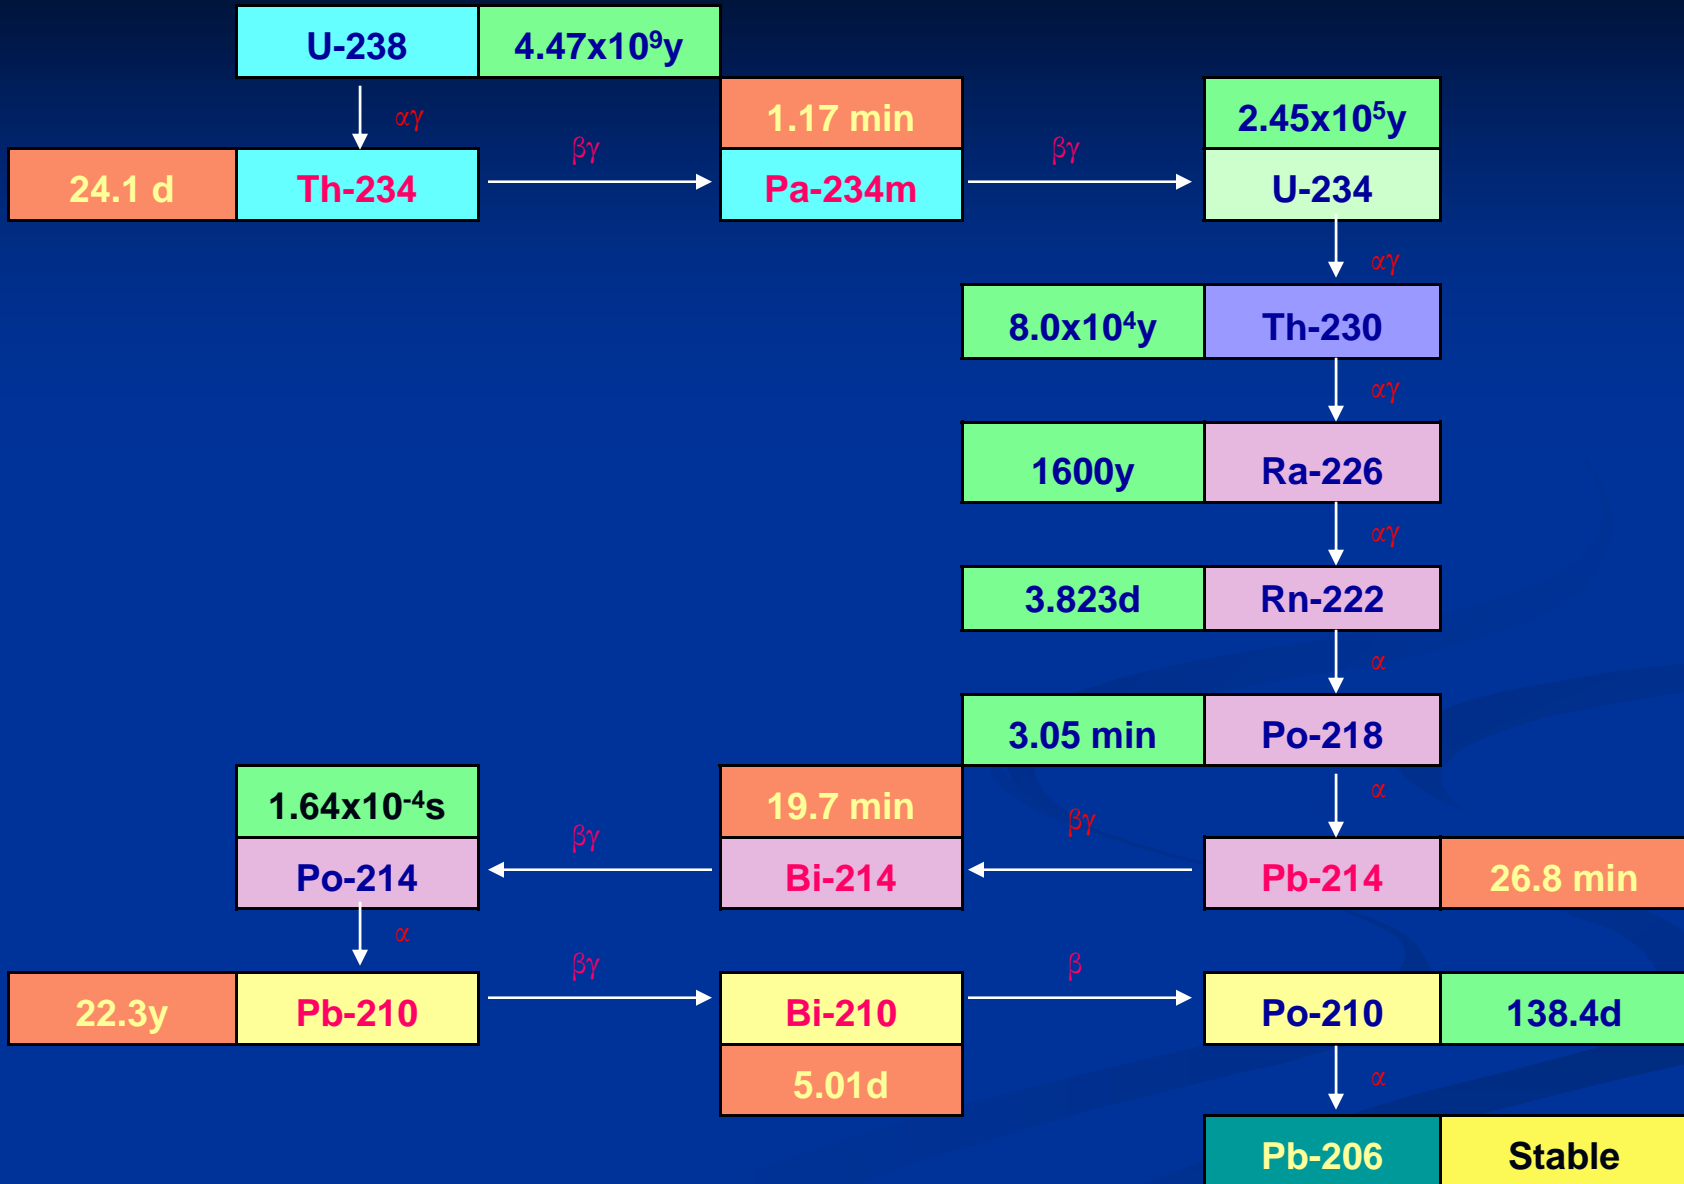 U-238 4.47x10⁹y
αγ
1.17 min
2.45x10⁵y
βγ
βγ
24.1 d Th-234
Pa-234m
U-234
αγ
8.0x10⁴y Th-230
αγ
1600y Ra-226
αγ
3.823d Rn-222
α
3.05 min Po-218
α
1.64x10⁻⁴s
19.7 min
βγ
βγ
Po-214
Bi-214
Pb-214 26.8 min
α
βγ
β
22.3y Pb-210
Bi-210
Po-210 138.4d
5.01d
α
Pb-206 Stable